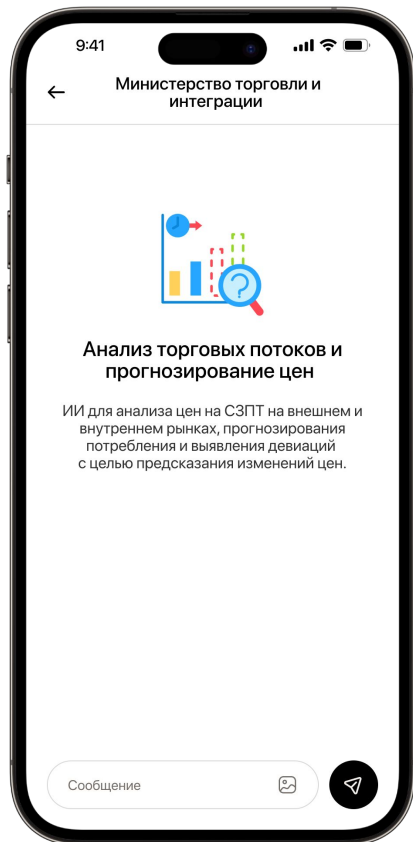 9:41
Министерство торговли и
интеграции
Анализ торговых потоков и
прогнозирование цен
ИИ для анализа цен на СЗПТ на внешнем и
внутреннем рынках, прогнозирования
потребления и выявления девиаций
с целью предсказания изменений цен.
Сообщение